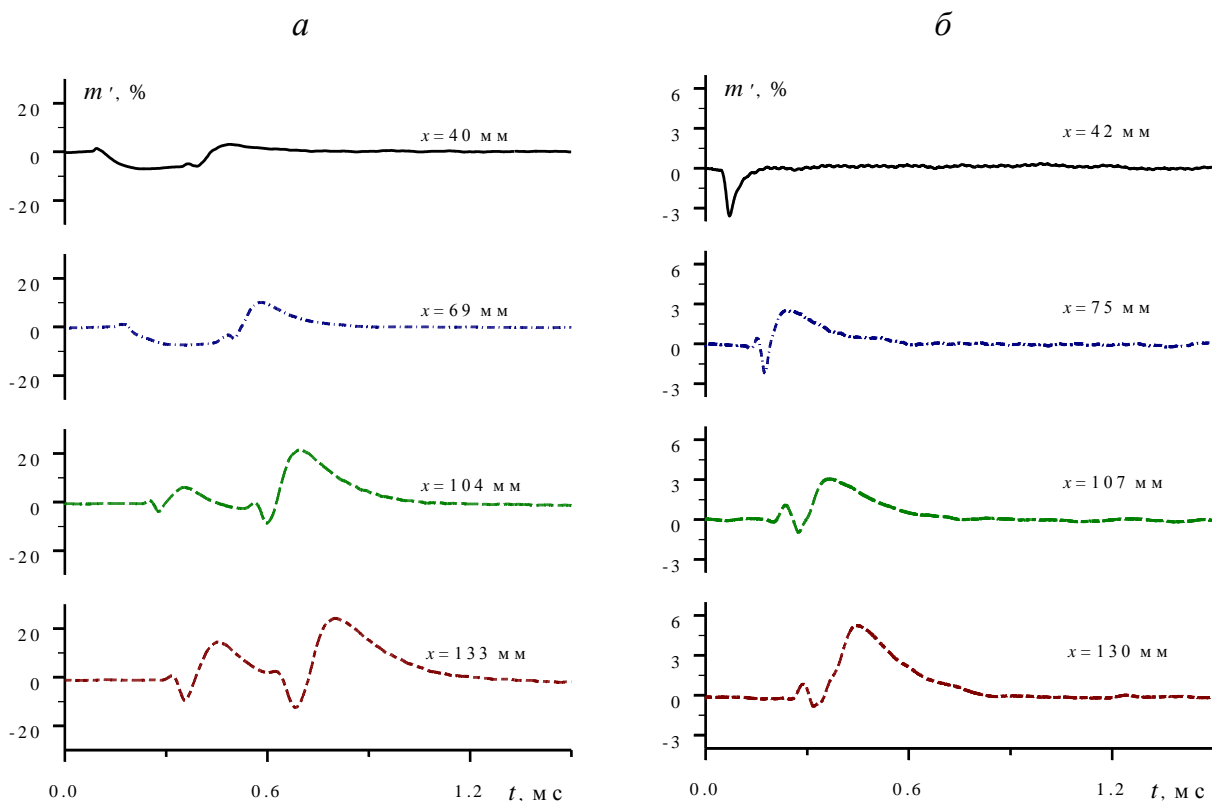 а
б
m ′, %
20
0
-20
x = 40 мм
20
0
-20
x = 69 мм
20
0
-20
x = 104 мм
20
0
-20
x = 133 мм
0.0
0.6
1.2
t, мс
m ′, %
6
3
0
-3
x = 42 мм
6
3
0
-3
x = 75 мм
6
3
0
-3
x = 107 мм
6
3
0
-3
x = 130 мм
0.0
0.6
1.2
t, мс